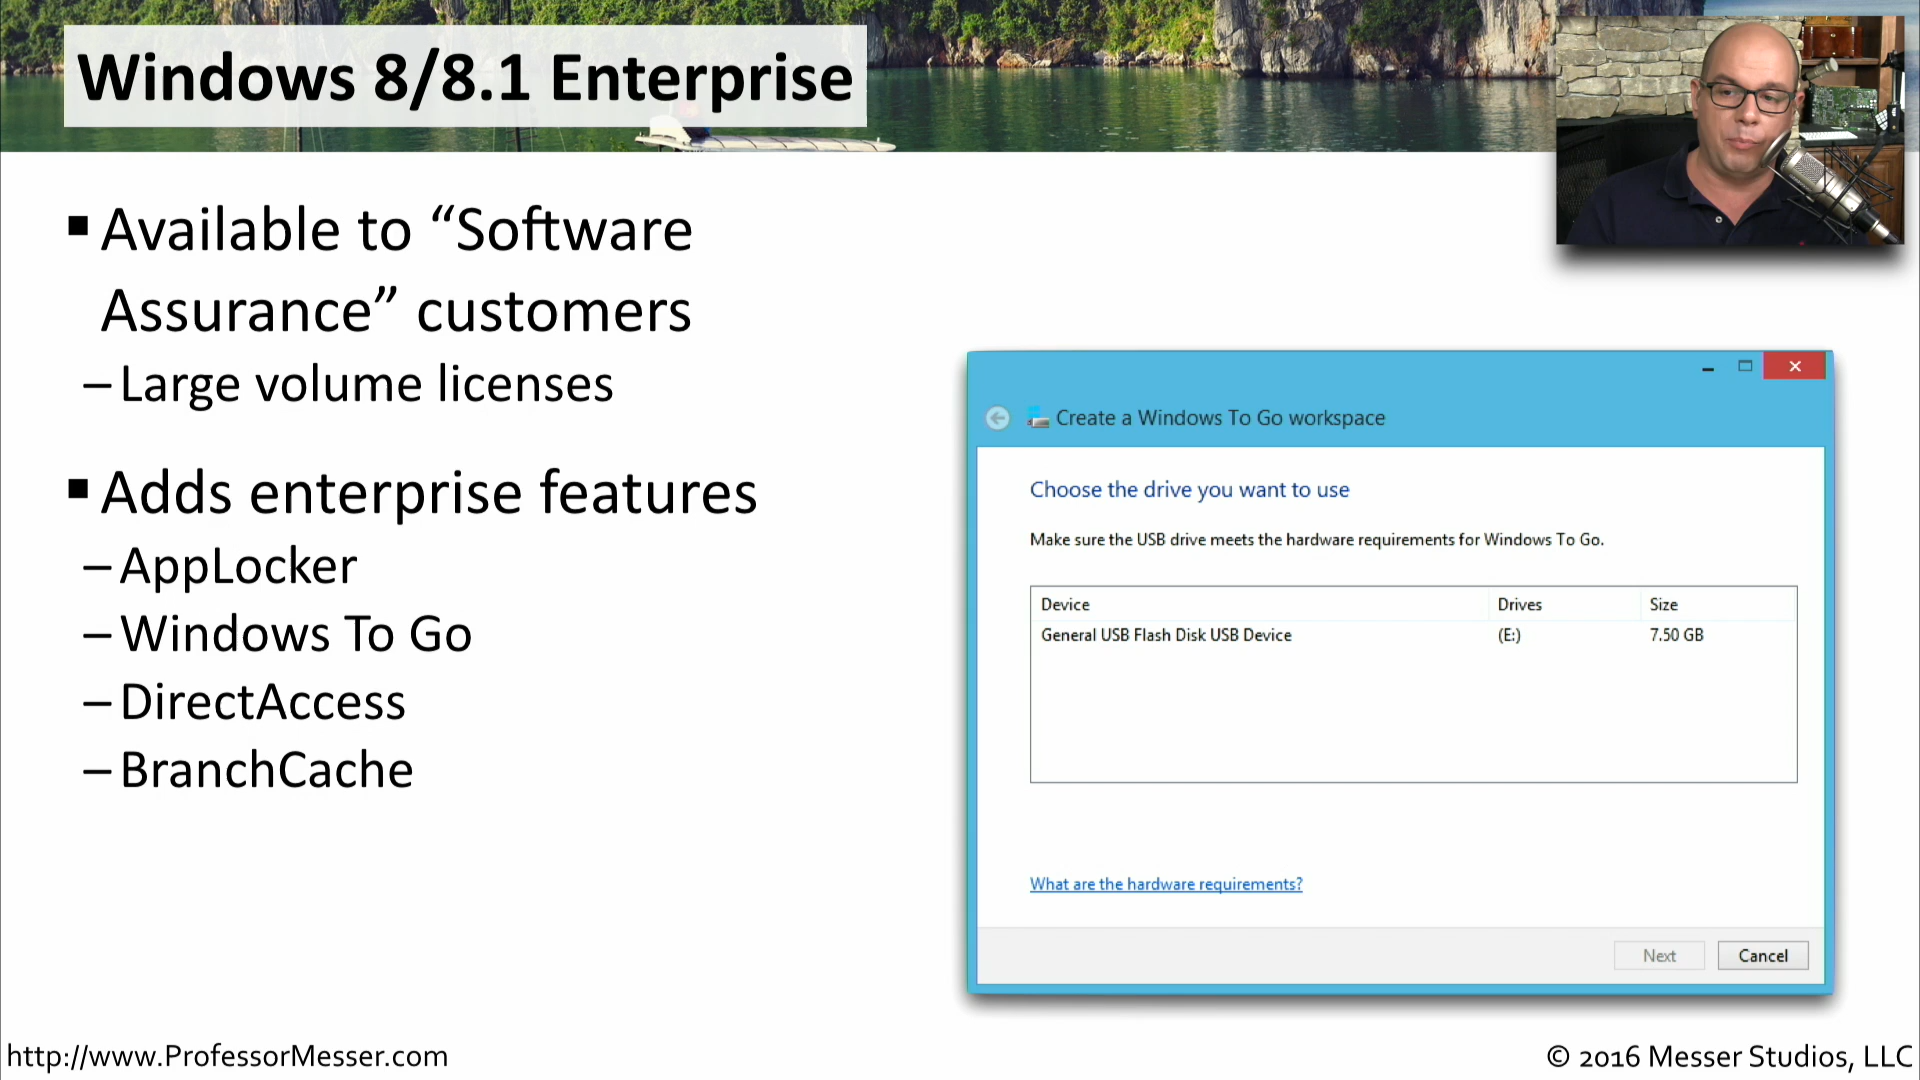 Windows 8/8.1 Enterprise
▪Available to “Software
Assurance” customers
–Large volume licenses
▪Adds enterprise features
–AppLocker
–Windows To Go
–DirectAccess
–BranchCache
Create a Windows To Go workspace
Choose the drive you want to use
Make sure the USB drive meets the hardware requirements for Windows To Go.
Device Drives Size
General USB Flash Disk USB Device (E:) 7.50 GB
What are the hardware requirements?
Next Cancel
http://www.ProfessorMesser.com
© 2016 Messer Studios, LLC